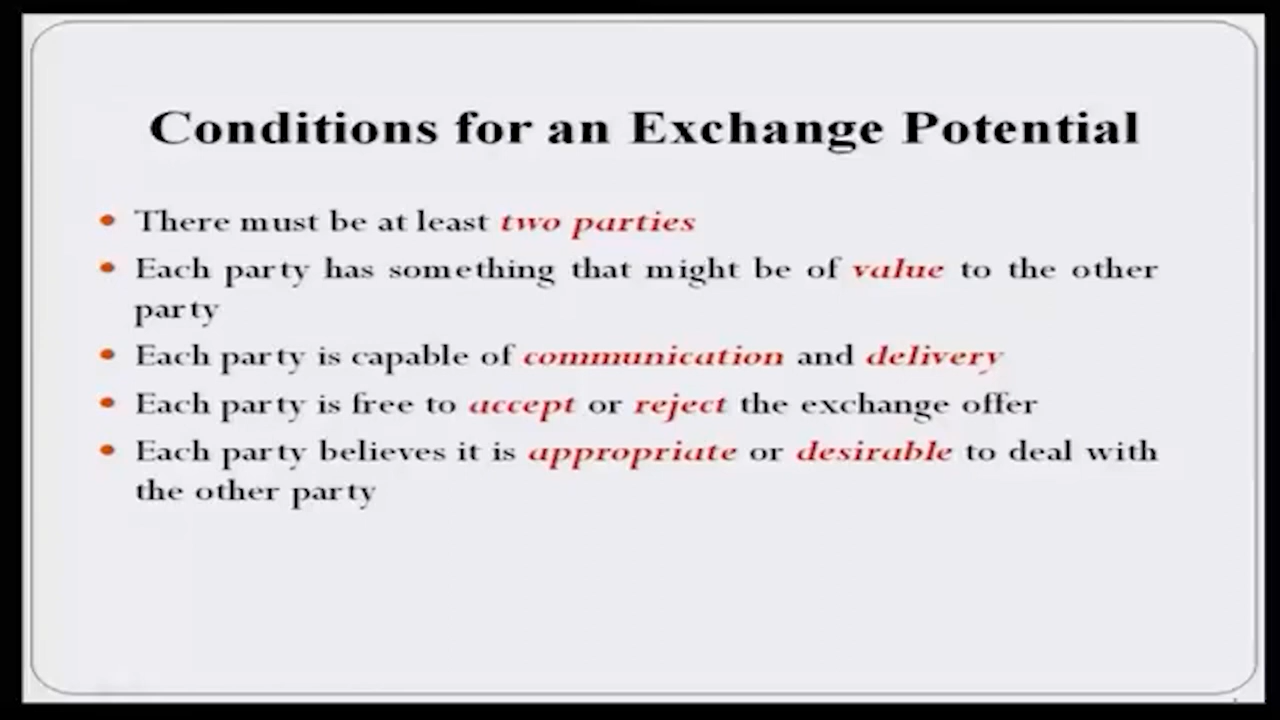 Conditions for an Exchange Potential
• There must be at least two parties
• Each party has something that might be of value to the other
party
• Each party is capable of communication and delivery
• Each party is free to accept or reject the exchange offer
• Each party believes it is appropriate or desirable to deal with
the other party